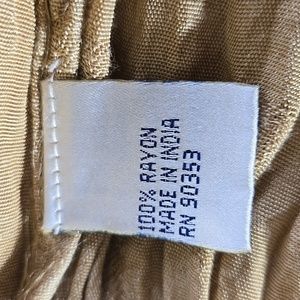 100% RAYON
MADE IN INDIA
RN 90353